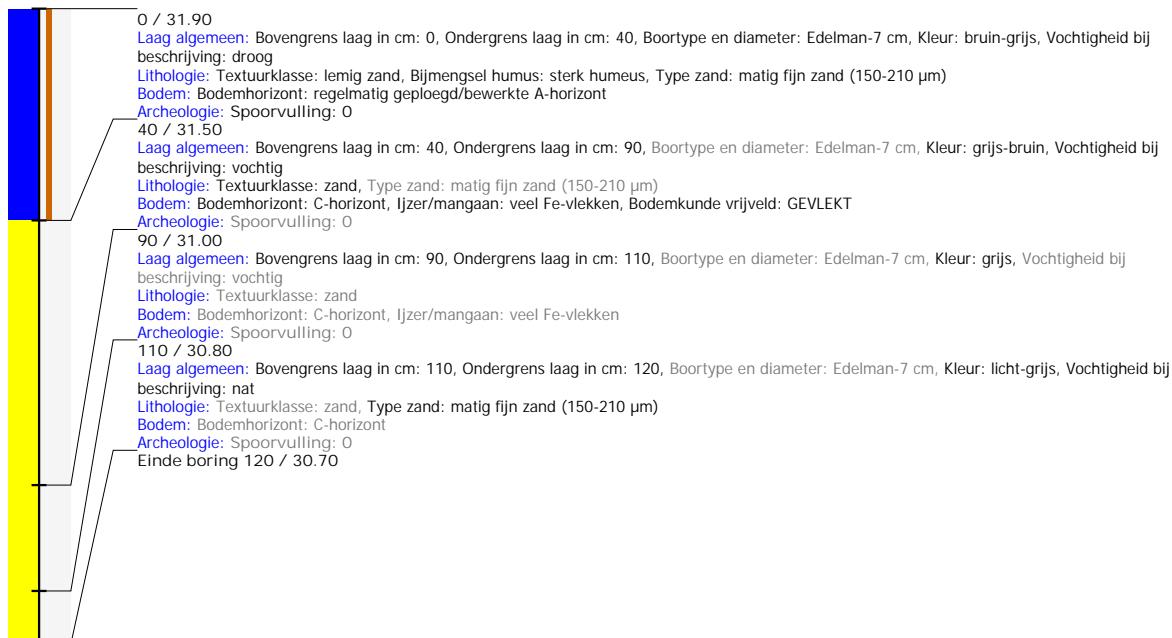 0 / 31.90
Laag algemeen: Bovengrens laag in cm: 0, Ondergrens laag in cm: 40, Boortype en diameter: Edelman-7 cm, Kleur: bruin-grijs, Vochtigheid bij
beschrijving: droog
Lithologie: Textuurklasse: lemig zand, Bijmengsel humus: sterk humeus, Type zand: matig fijn zand (150-210 µm)
Bodem: Bodemhorizont: regelmatig geploegd/bewerkte A-horizont
Archeologie: Spoorvulling: 0
40 / 31.50
Laag algemeen: Bovengrens laag in cm: 40, Ondergrens laag in cm: 90, Boortype en diameter: Edelman-7 cm, Kleur: grijs-bruin, Vochtigheid bij
beschrijving: vochtig
Lithologie: Textuurklasse: zand, Type zand: matig fijn zand (150-210 µm)
Bodem: Bodemhorizont: C-horizont, Ijzer/mangaan: veel Fe-vlekken, Bodemkunde vrijveld: GEVLEKT
Archeologie: Spoorvulling: 0
90 / 31.00
Laag algemeen: Bovengrens laag in cm: 90, Ondergrens laag in cm: 110, Boortype en diameter: Edelman-7 cm, Kleur: grijs, Vochtigheid bij
beschrijving: vochtig
Lithologie: Textuurklasse: zand
Bodem: Bodemhorizont: C-horizont, Ijzer/mangaan: veel Fe-vlekken
Archeologie: Spoorvulling: 0
110 / 30.80
Laag algemeen: Bovengrens laag in cm: 110, Ondergrens laag in cm: 120, Boortype en diameter: Edelman-7 cm, Kleur: licht-grijs, Vochtigheid bij
beschrijving: nat
Lithologie: Textuurklasse: zand, Type zand: matig fijn zand (150-210 µm)
Bodem: Bodemhorizont: C-horizont
Archeologie: Spoorvulling: 0
Einde boring 120 / 30.70